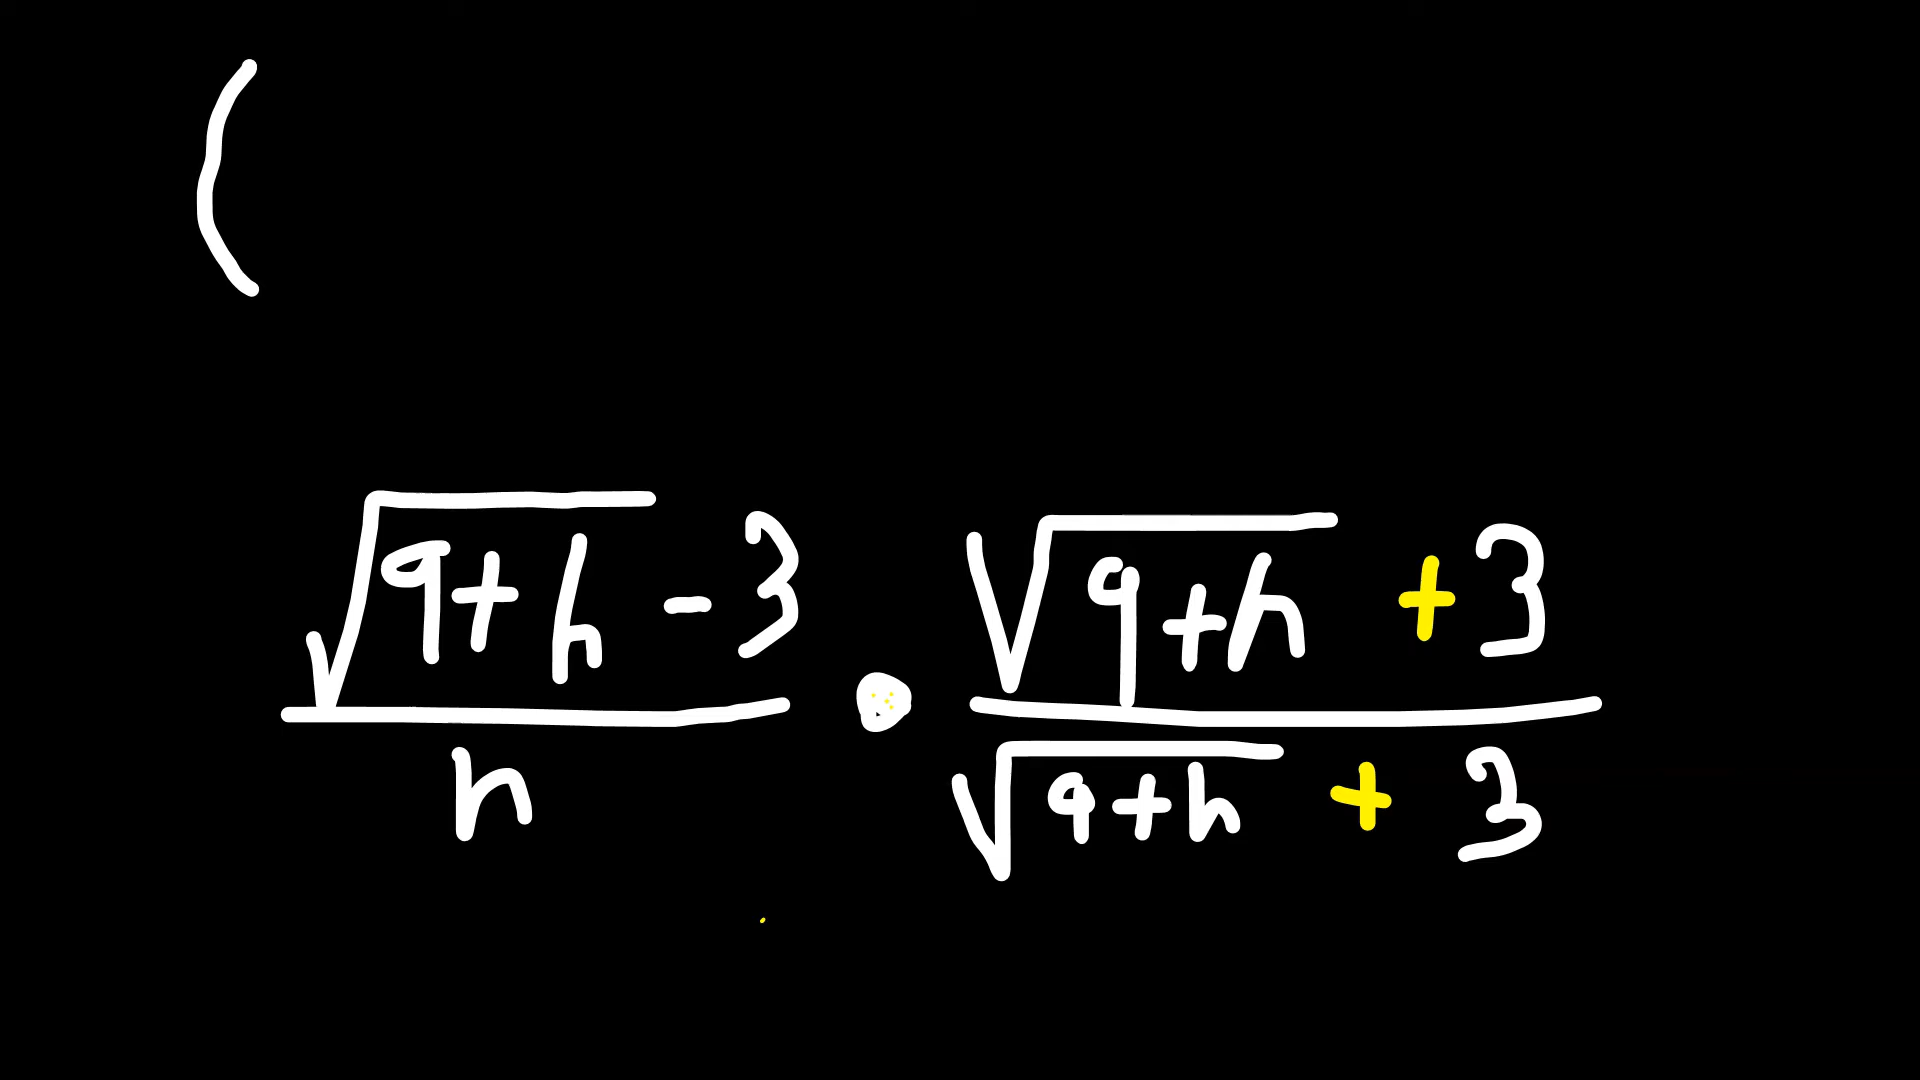 (
√9+h - 3 √9+h + 3
h √9+h + 3